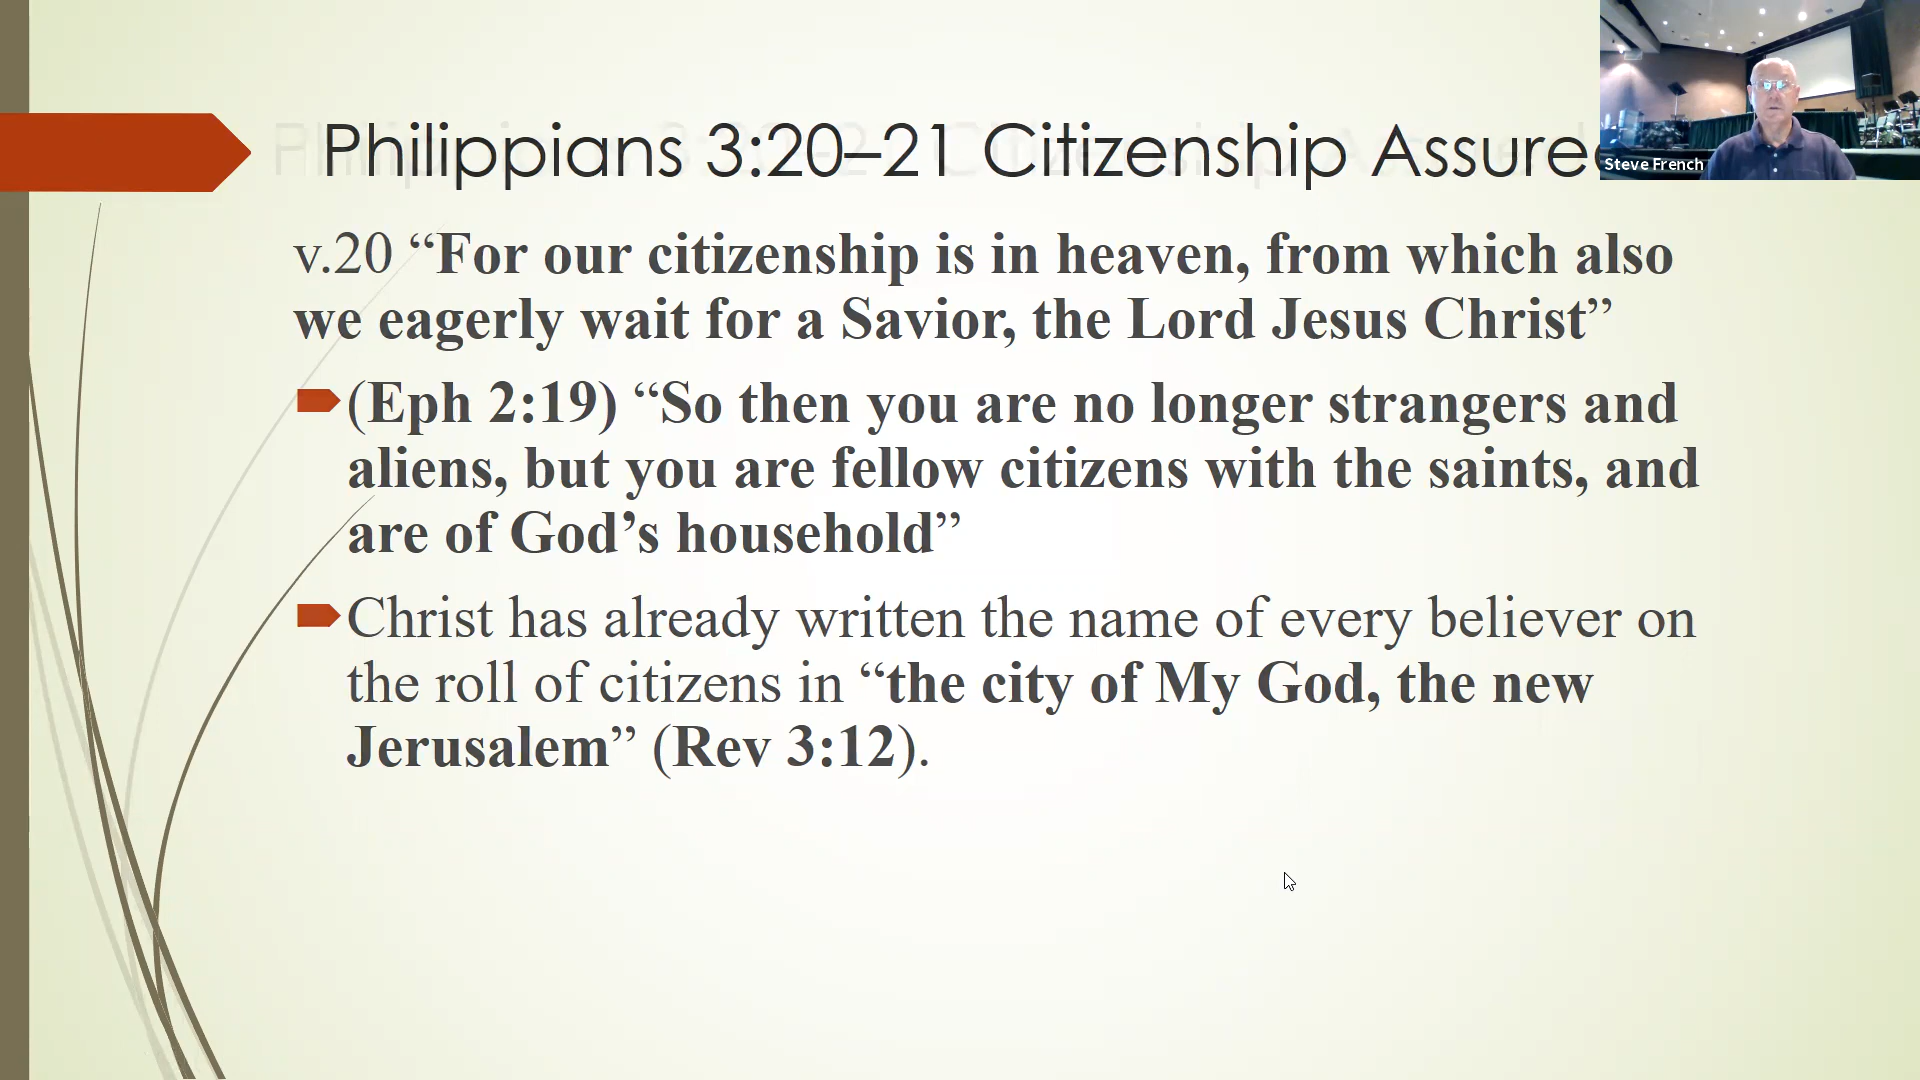 Philippians 3:20–21 Citizenship Assured
Steve French
v.20 “For our citizenship is in heaven, from which also
we eagerly wait for a Savior, the Lord Jesus Christ”
(Eph 2:19) “So then you are no longer strangers and
aliens, but you are fellow citizens with the saints, and
are of God’s household”
Christ has already written the name of every believer on
the roll of citizens in “the city of My God, the new
Jerusalem” (Rev 3:12).